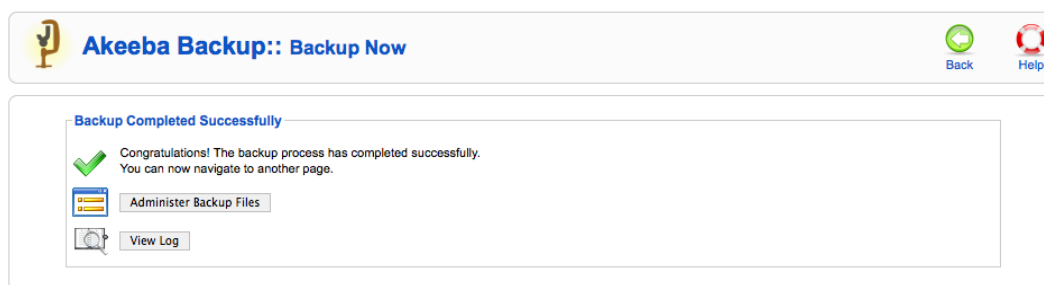 Akeeba Backup:: Backup Now
Back
Help
Backup Completed Successfully
Congratulations! The backup process has completed successfully.
You can now navigate to another page.
Administer Backup Files
View Log